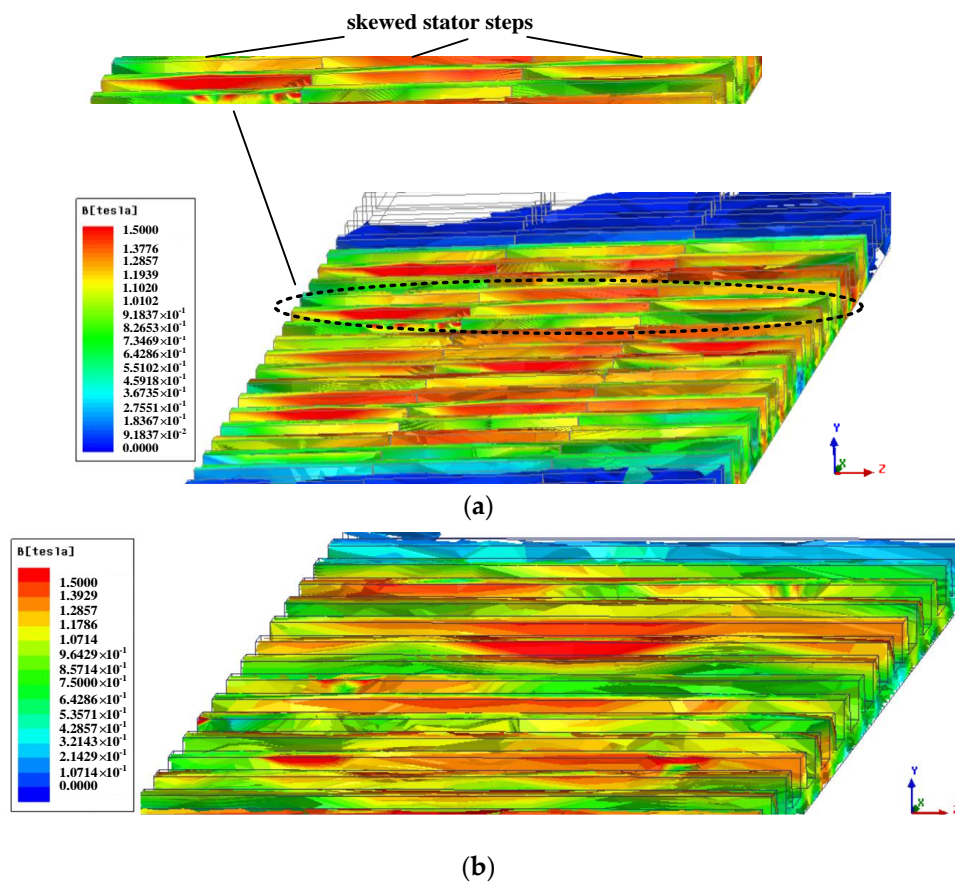 skewed stator steps
B[tesla]
1.5000
1.3776
1.2857
1.1939
1.1020
1.0102
9.1837×10⁻¹
8.2653×10⁻¹
7.3469×10⁻¹
6.4286×10⁻¹
5.5102×10⁻¹
4.5918×10⁻¹
3.6735×10⁻¹
2.7551×10⁻¹
1.8367×10⁻¹
9.1837×10⁻²
0.0000
Y
X
Z
(a)
B[tesla]
1.5000
1.3929
1.2857
1.1786
1.0714
9.6429×10⁻¹
8.5714×10⁻¹
7.5000×10⁻¹
6.4286×10⁻¹
5.3571×10⁻¹
4.2857×10⁻¹
3.2143×10⁻¹
2.1429×10⁻¹
1.0714×10⁻¹
0.0000
Y
X
Z
(b)